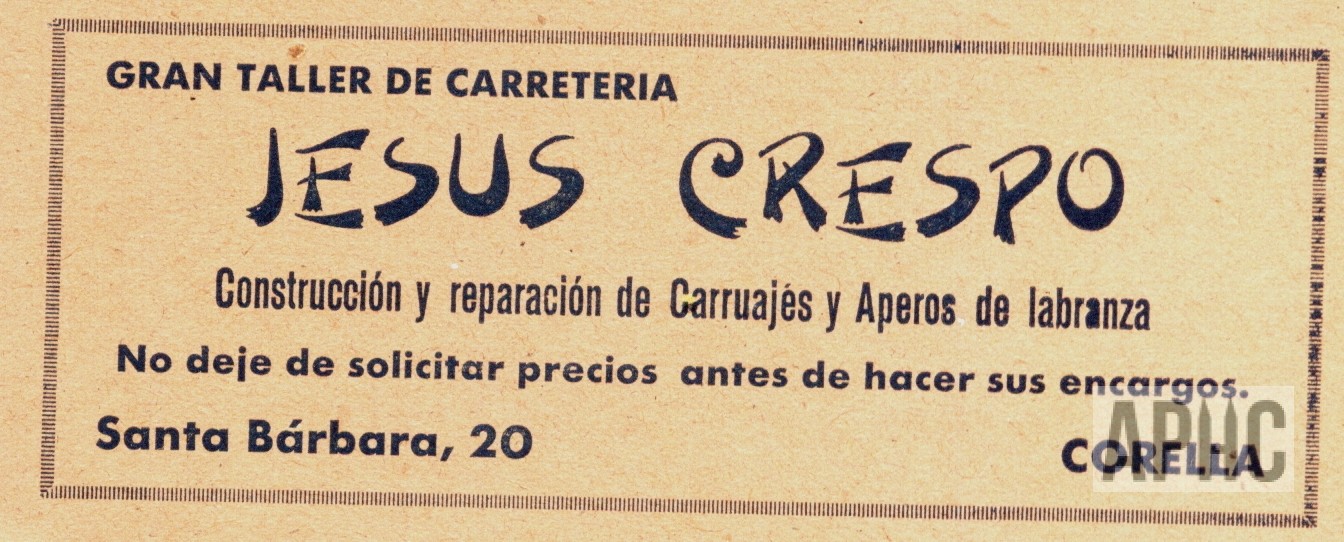 GRAN TALLER DE CARRETERIA
JESUS CRESPO
Construcción y reparación de Carruajés y Aperos de labranza
No deje de solicitar precios antes de hacer sus encargos.
Santa Bárbara, 20
CORELLA
APHC